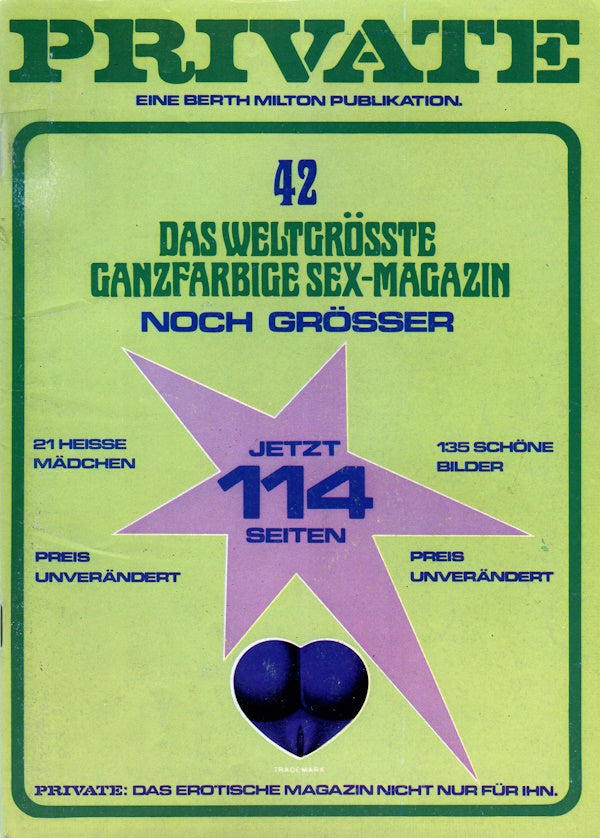 PRIVATE
EINE BERTH MILTON PUBLIKATION.
42
DAS WELTGRÖSSTE
GANZFARBIGE SEX-MAGAZIN
NOCH GRÖSSER
21 HEISSE
MÄDCHEN
JETZT
114
SEITEN
135 SCHÖNE
BILDER
PREIS
UNVERÄNDERT
PREIS
UNVERÄNDERT
TRADEMARK
PRIVATE: DAS EROTISCHE MAGAZIN NICHT NUR FÜR IHN.